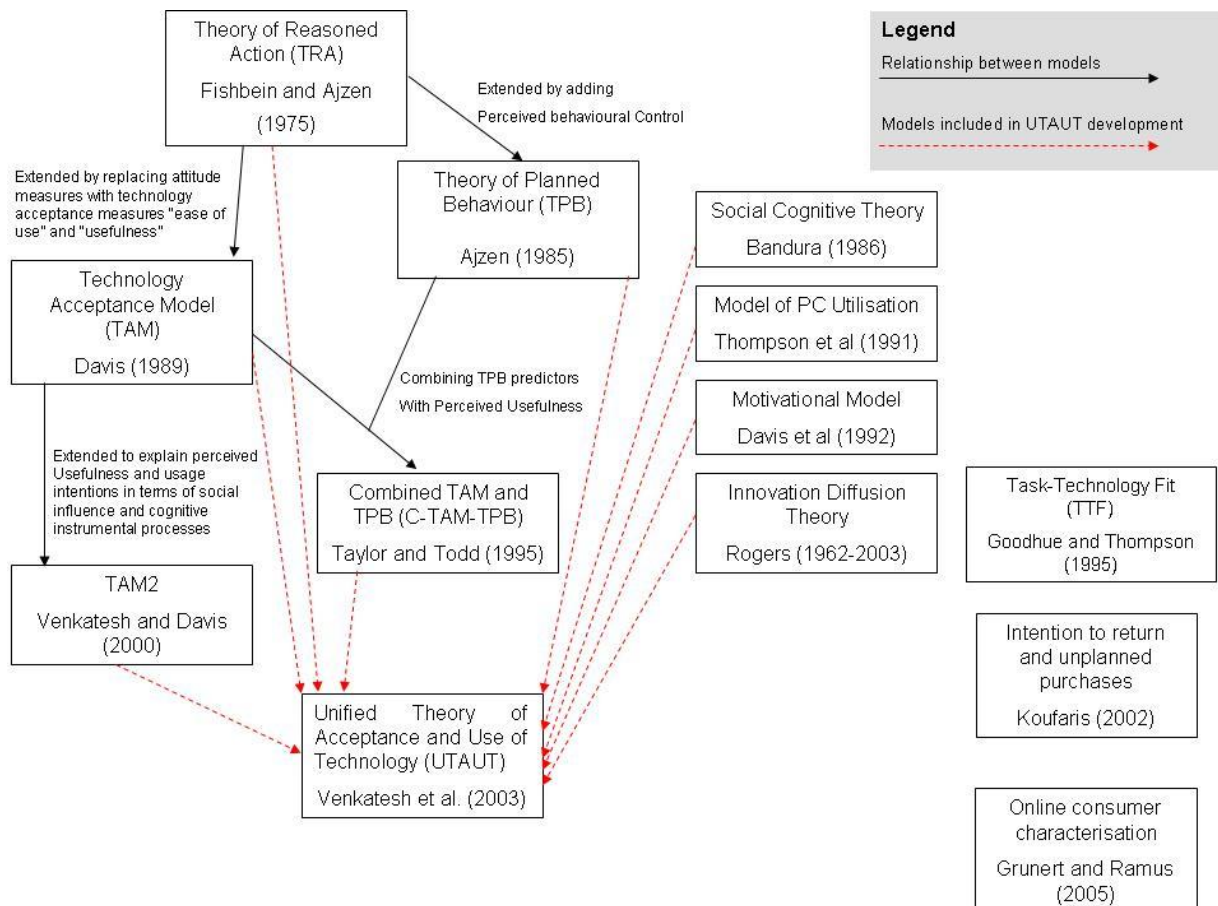 Theory of Reasoned
Action (TRA)
Fishbein and Ajzen
(1975)
Legend
Relationship between models
Models included in UTAUT development
Extended by adding
Perceived behavioural Control
Extended by replacing attitude
measures with technology
acceptance measures "ease of
use" and "usefulness"
Theory of Planned
Behaviour (TPB)
Ajzen (1985)
Social Cognitive Theory
Bandura (1986)
Technology
Acceptance Model
(TAM)
Davis (1989)
Model of PC Utilisation
Thompson et al (1991)
Combining TPB predictors
With Perceived Usefulness
Motivational Model
Davis et al (1992)
Extended to explain perceived
Usefulness and usage
intentions in terms of social
influence and cognitive
instrumental processes
Combined TAM and
TPB (C-TAM-TPB)
Taylor and Todd (1995)
Innovation Diffusion
Theory
Rogers (1962-2003)
Task-Technology Fit
(TTF)
Goodhue and Thompson
(1995)
TAM2
Venkatesh and Davis
(2000)
Intention to return
and unplanned
purchases
Koufaris (2002)
Unified Theory of
Acceptance and Use of
Technology (UTAUT)
Venkatesh et al. (2003)
Online consumer
characterisation
Grunert and Ramus
(2005)